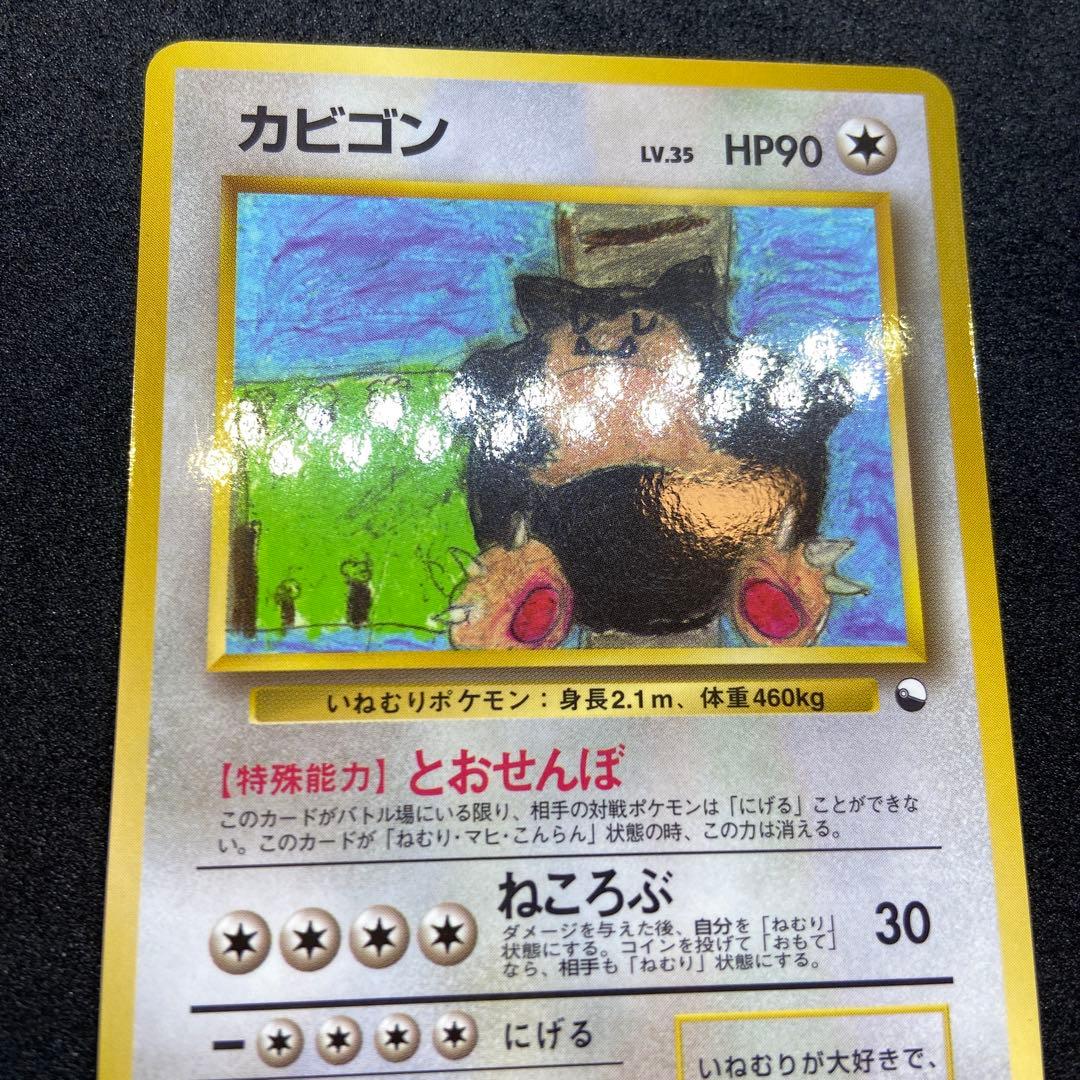 カビゴン
LV.35 HP90
いねむりポケモン：身長2.1m、体重460kg
【特殊能力】とおせんぼ
このカードがバトル場にいる限り、相手の対戦ポケモンは「にげる」ことができな
い。このカードが「ねむり・マヒ・こんらん」状態の時、この力は消える。
ねころぶ
ダメージを与えた後、自分を「ねむり」
状態にする。コインを投げて「おもて」
なら、相手も「ねむり」状態にする。
30
にげる
いねむりが大好きで、